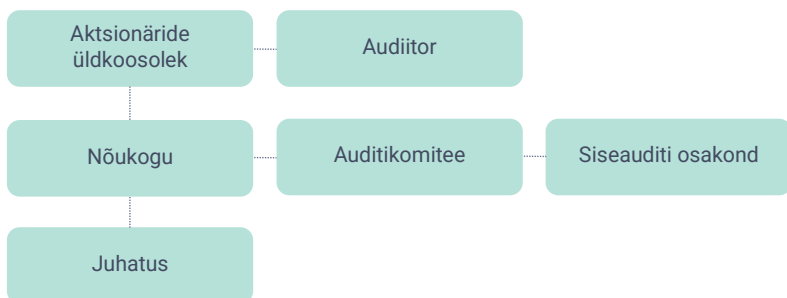 Aktsionäride
üldkoosolek
Audiitor
Nõukogu
Auditikomitee
Siseauditi osakond
Juhatus